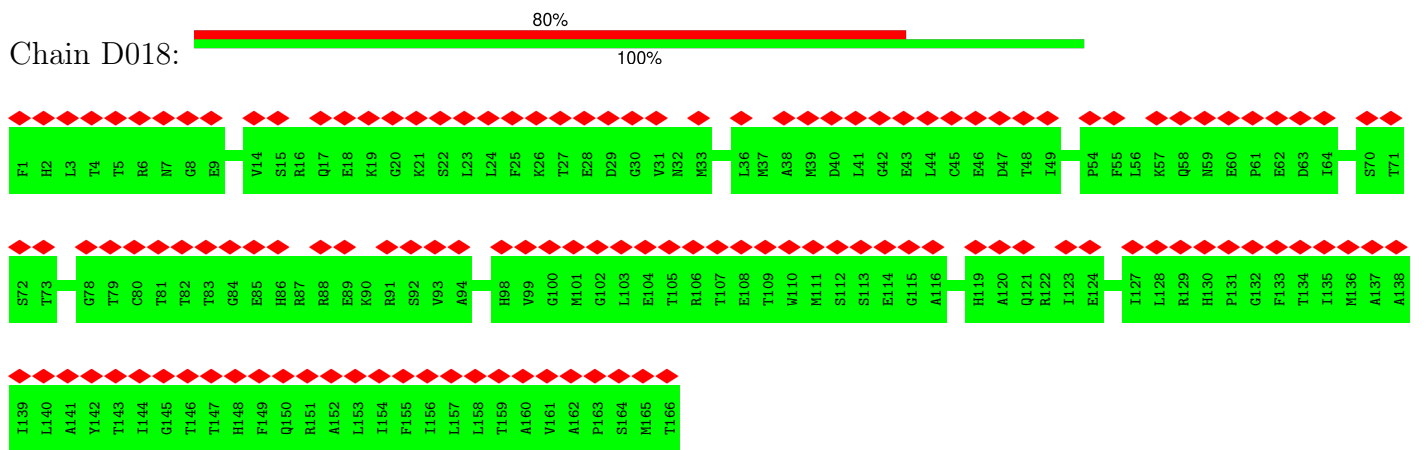 80%
Chain D018:
100%
F1 H2 L3 T4 T5 R6 N7 G8 E9 V14 S15 R16 Q17 E18 K19 G20 K21 S22 L23 L24 F25 K26 T27 E28 D29 G30 V31 N32 M33 L36 M37 A38 M39 D40 L41 G42 E43 L44 C45 E46 D47 T48 I49 P54 F55 L56 K57 Q58 N59 E60 P61 E62 D63 I64 S70 T71
S72 T73 G78 T79 C80 T81 T82 T83 G84 E85 H86 R87 R88 E89 K90 R91 S92 V93 A94 H98 V99 G100 M101 G102 L103 E104 T105 R106 T107 E108 T109 W110 M111 S112 S113 E114 G115 A116 H119 A120 Q121 R122 I123 E124 I127 L128 R129 H130 P131 G132 F133 T134 I135 M136 A137 A138
I139 L140 A141 Y142 T143 I144 G145 T146 T147 H148 F149 Q150 R151 A152 L153 I154 F155 I156 L157 L158 T159 A160 V161 A162 P163 S164 M165 T166